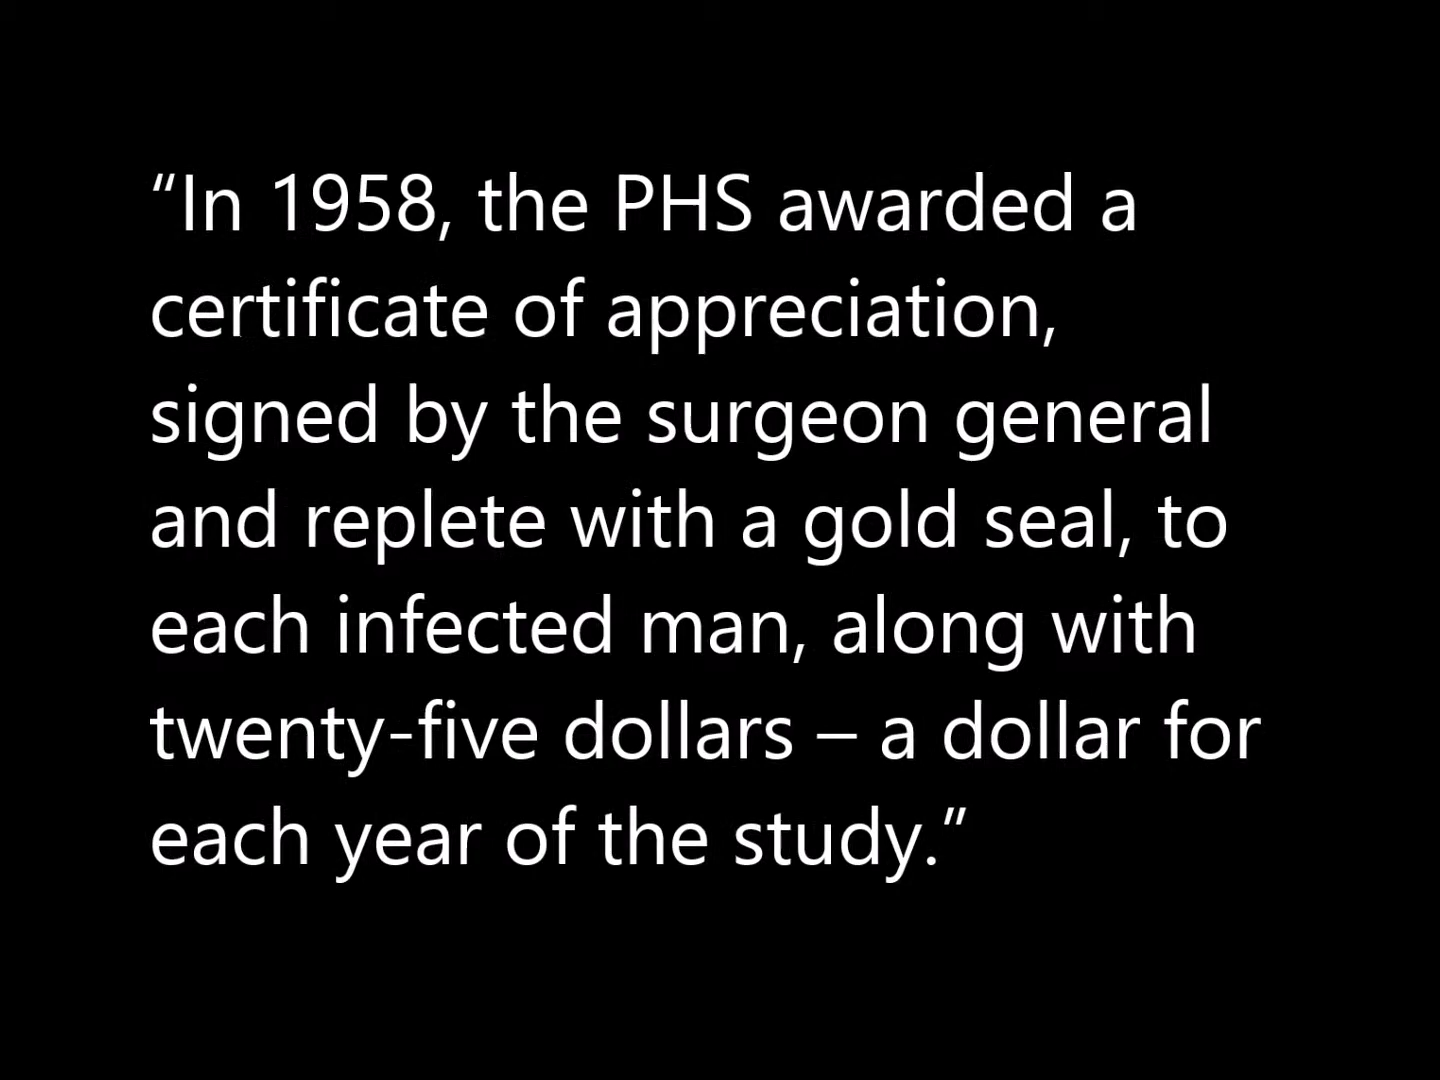 “In 1958, the PHS awarded a
certificate of appreciation,
signed by the surgeon general
and replete with a gold seal, to
each infected man, along with
twenty-five dollars – a dollar for
each year of the study.”